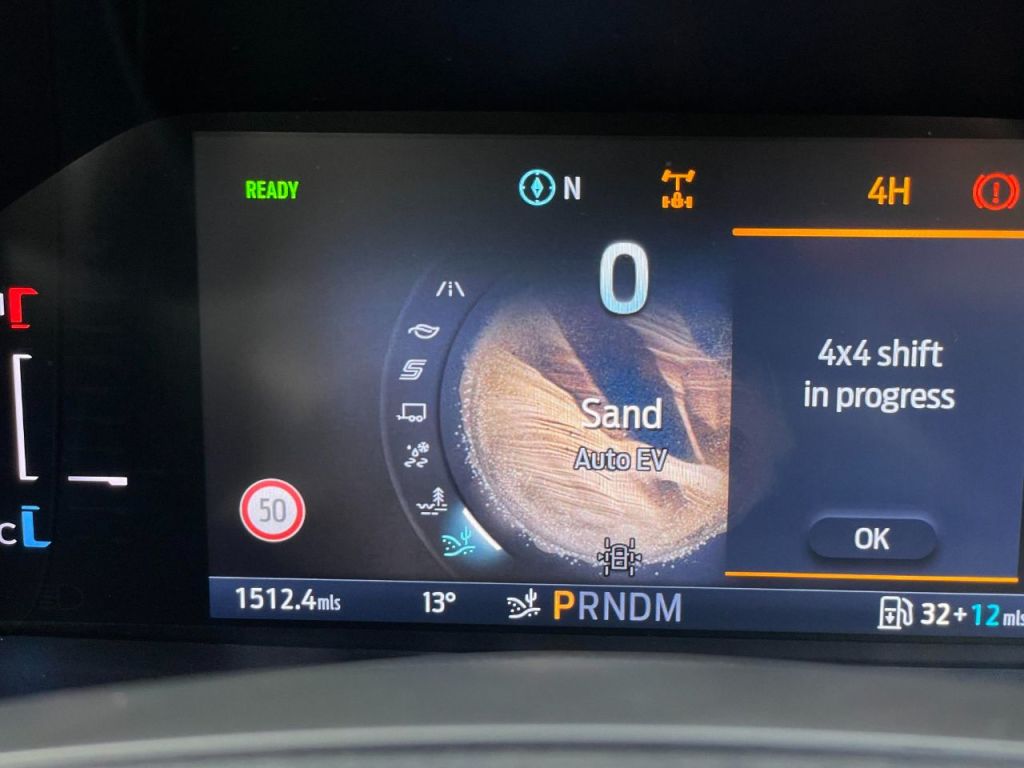 READY
N
4H
0
4x4 shift
in progress
Sand
Auto EV
50
OK
C
1512.4mls
13°
PRNDM
32+12mls